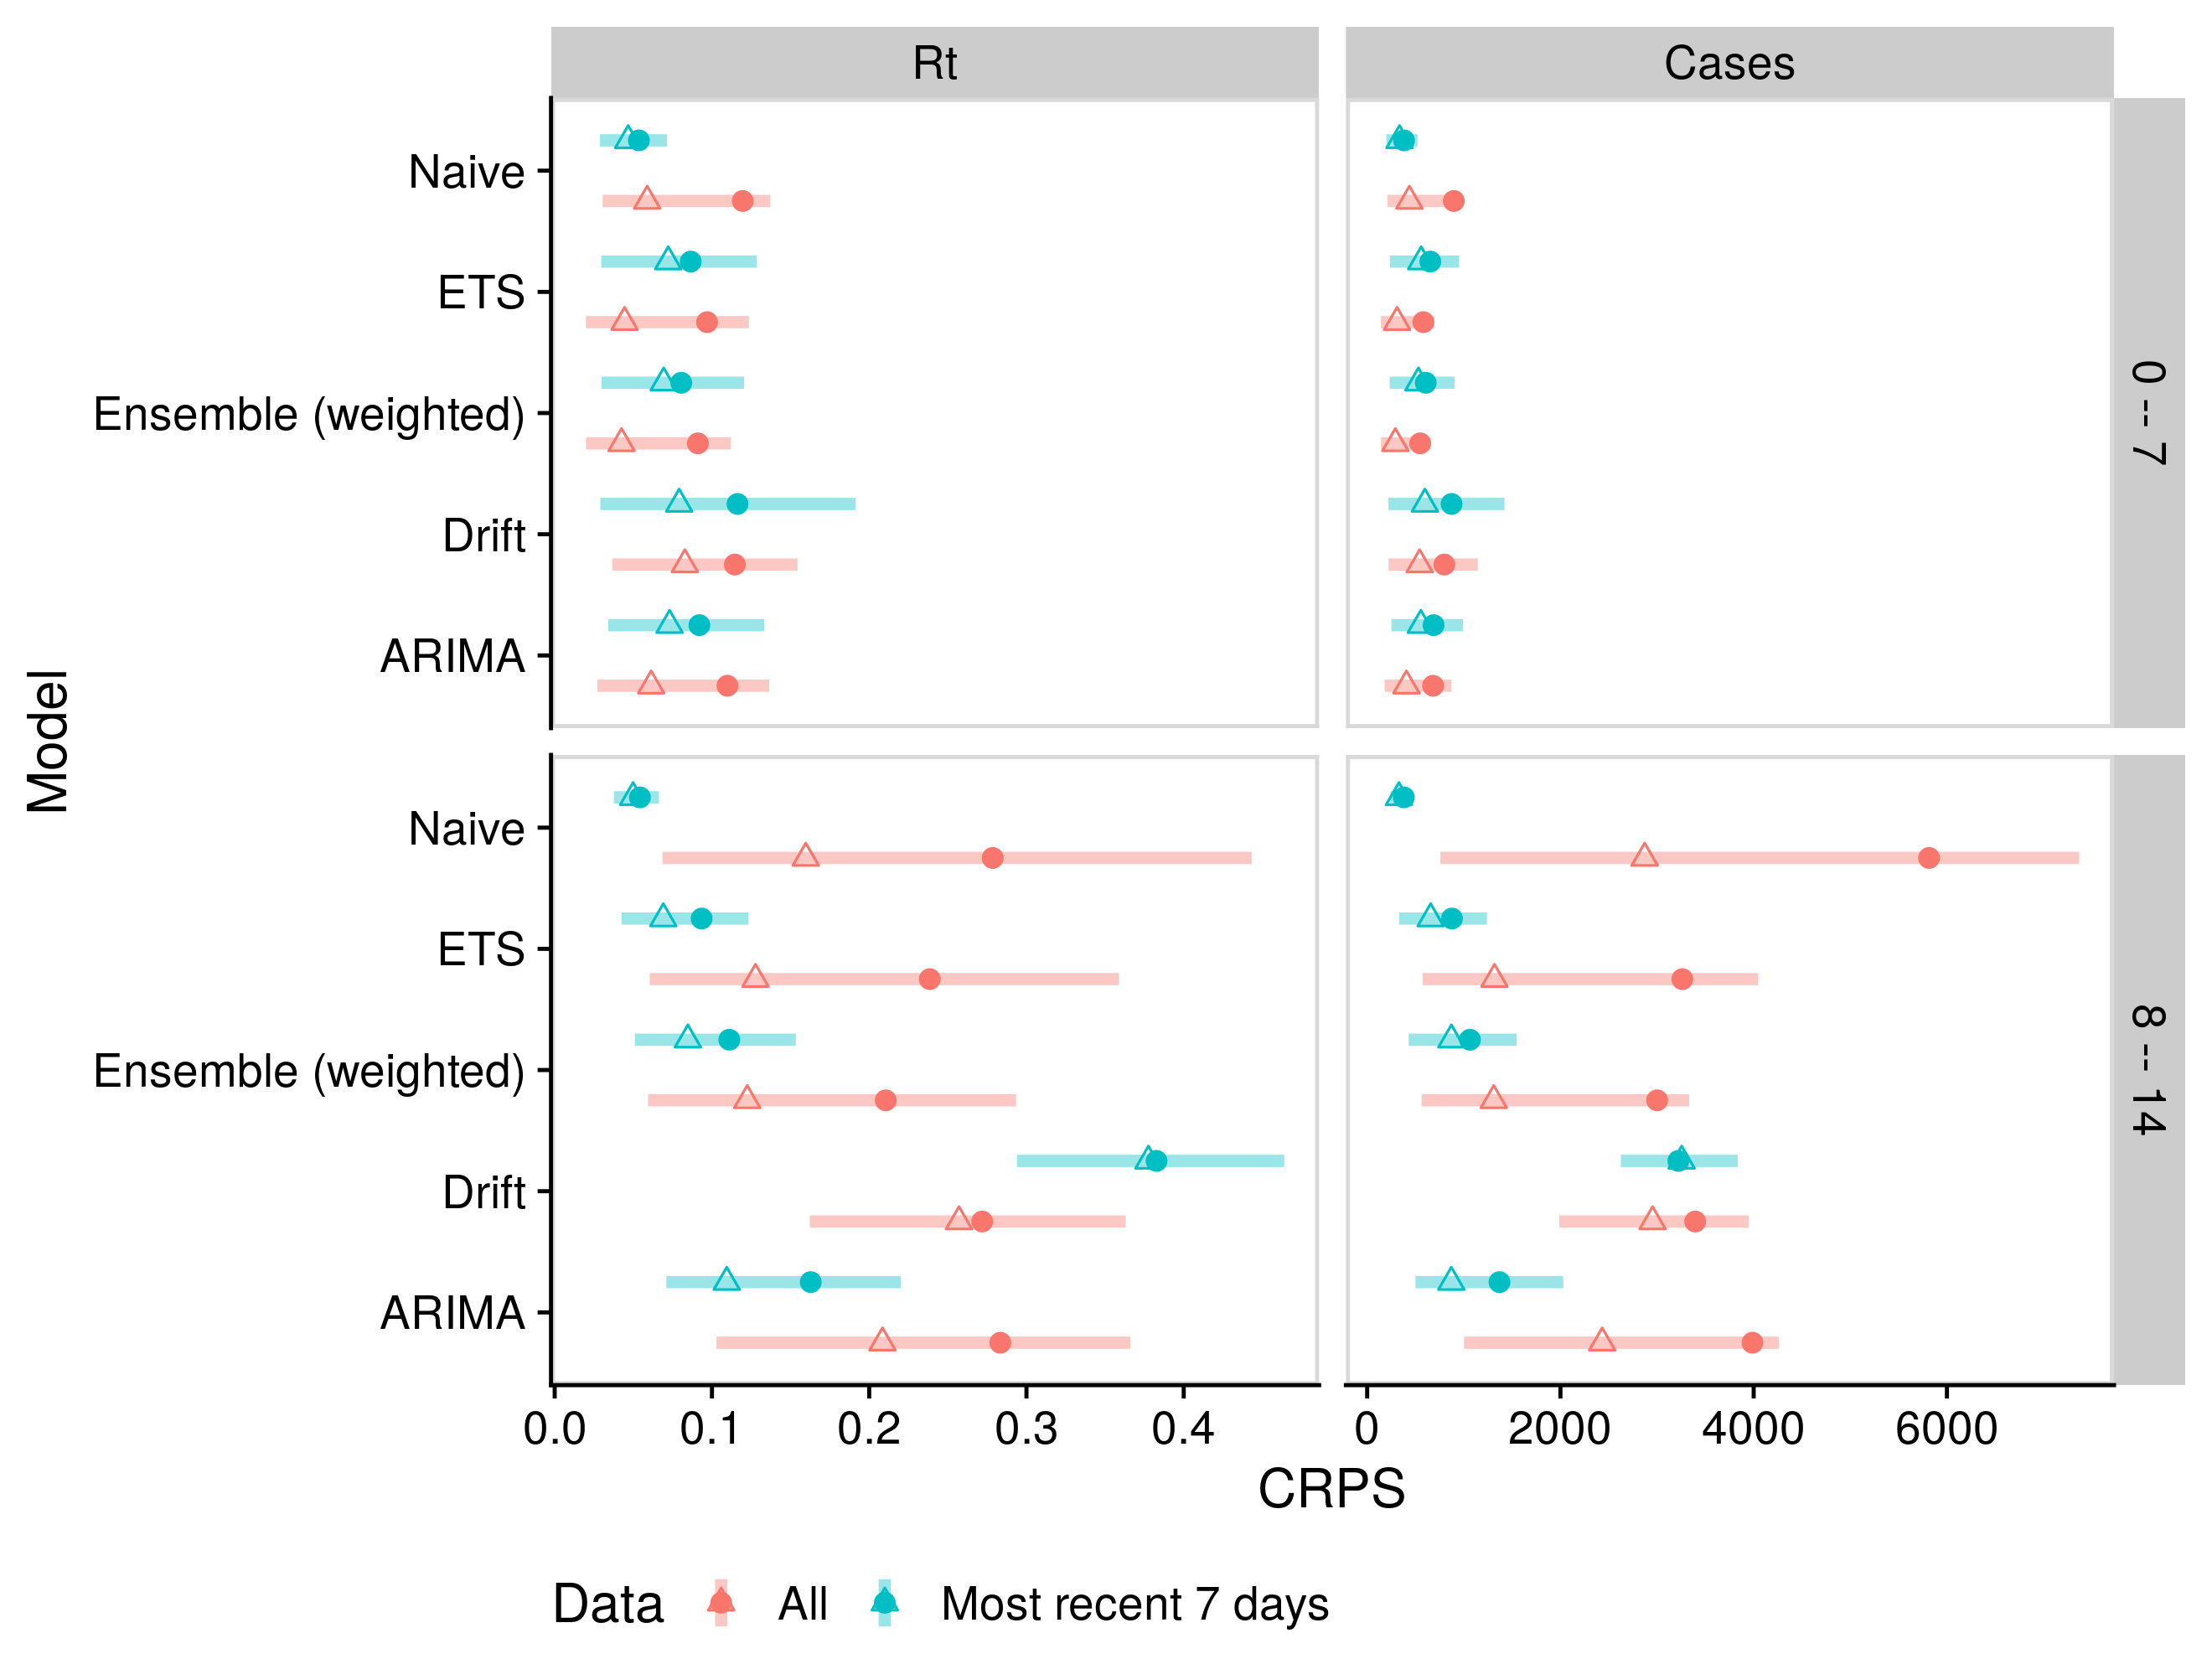 Rt
Cases
Naive
ETS
Ensemble (weighted)
Drift
ARIMA
0 -- 7
Model
Naive
ETS
Ensemble (weighted)
Drift
ARIMA
8 -- 14
0.0 0.1 0.2 0.3 0.4 0 2000 4000 6000
CRPS
Data All Most recent 7 days